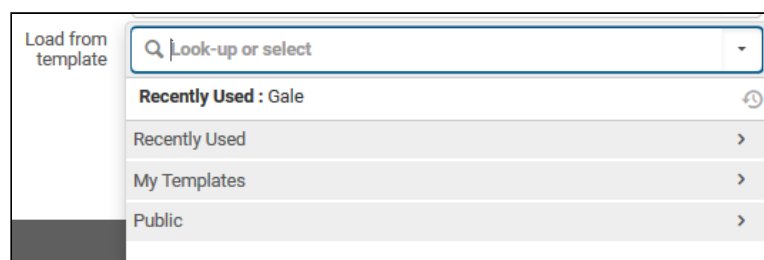 Load from
template
Look-up or select
Recently Used : Gale
Recently Used
My Templates
Public